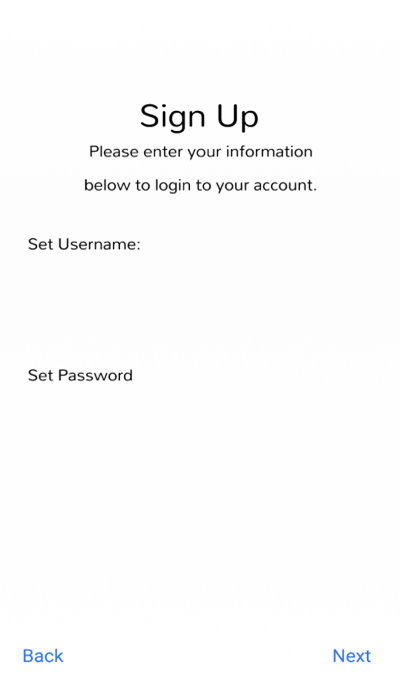 Sign Up
Please enter your information
below to login to your account.
Set Username:
Set Password
Back
Next